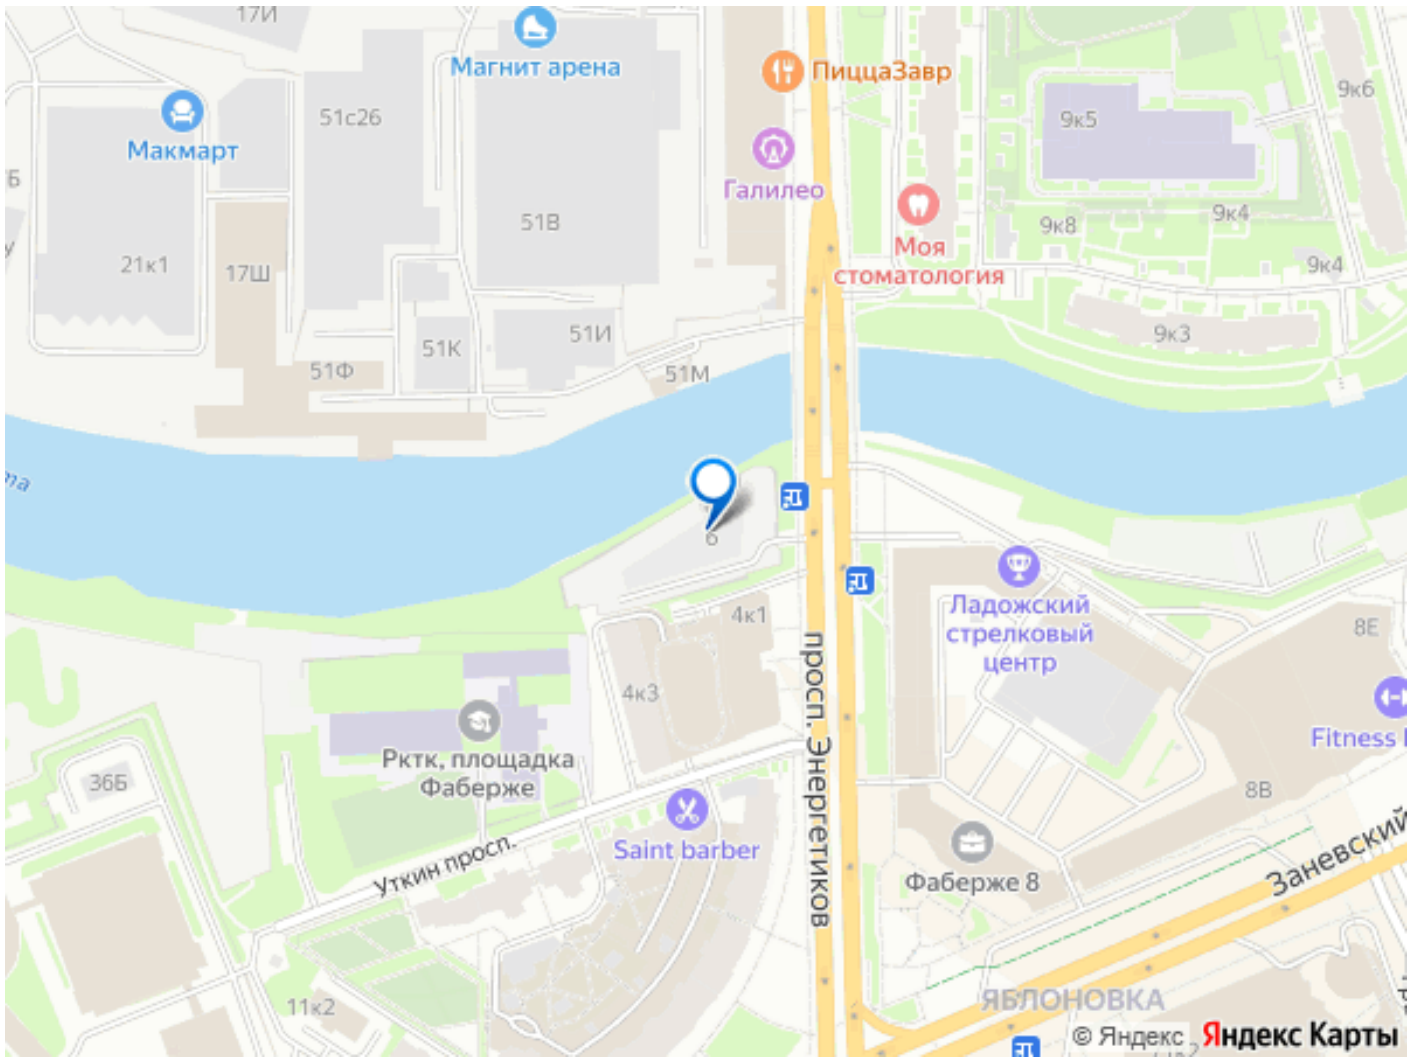 17И
Магнит арена
ПиццаЗавр
9к6
51с26
9к5
Макмарт
Галилео
51В
9к4
9к8
Моя
стоматология
21к1
17Ш
9к4
9к3
51И
51К
51Ф
51М
6
4к1
Ладожский
стрелковый
центр
8Е
4к3
просп. Энергетиков
Рктк, площадка
Фаберже
Fitness
36Б
8В
Saint barber
Уткин просп.
Фаберже 8
Заневский
11к2
ЯБЛОНОВКА
© Яндекс Яндекс Карты